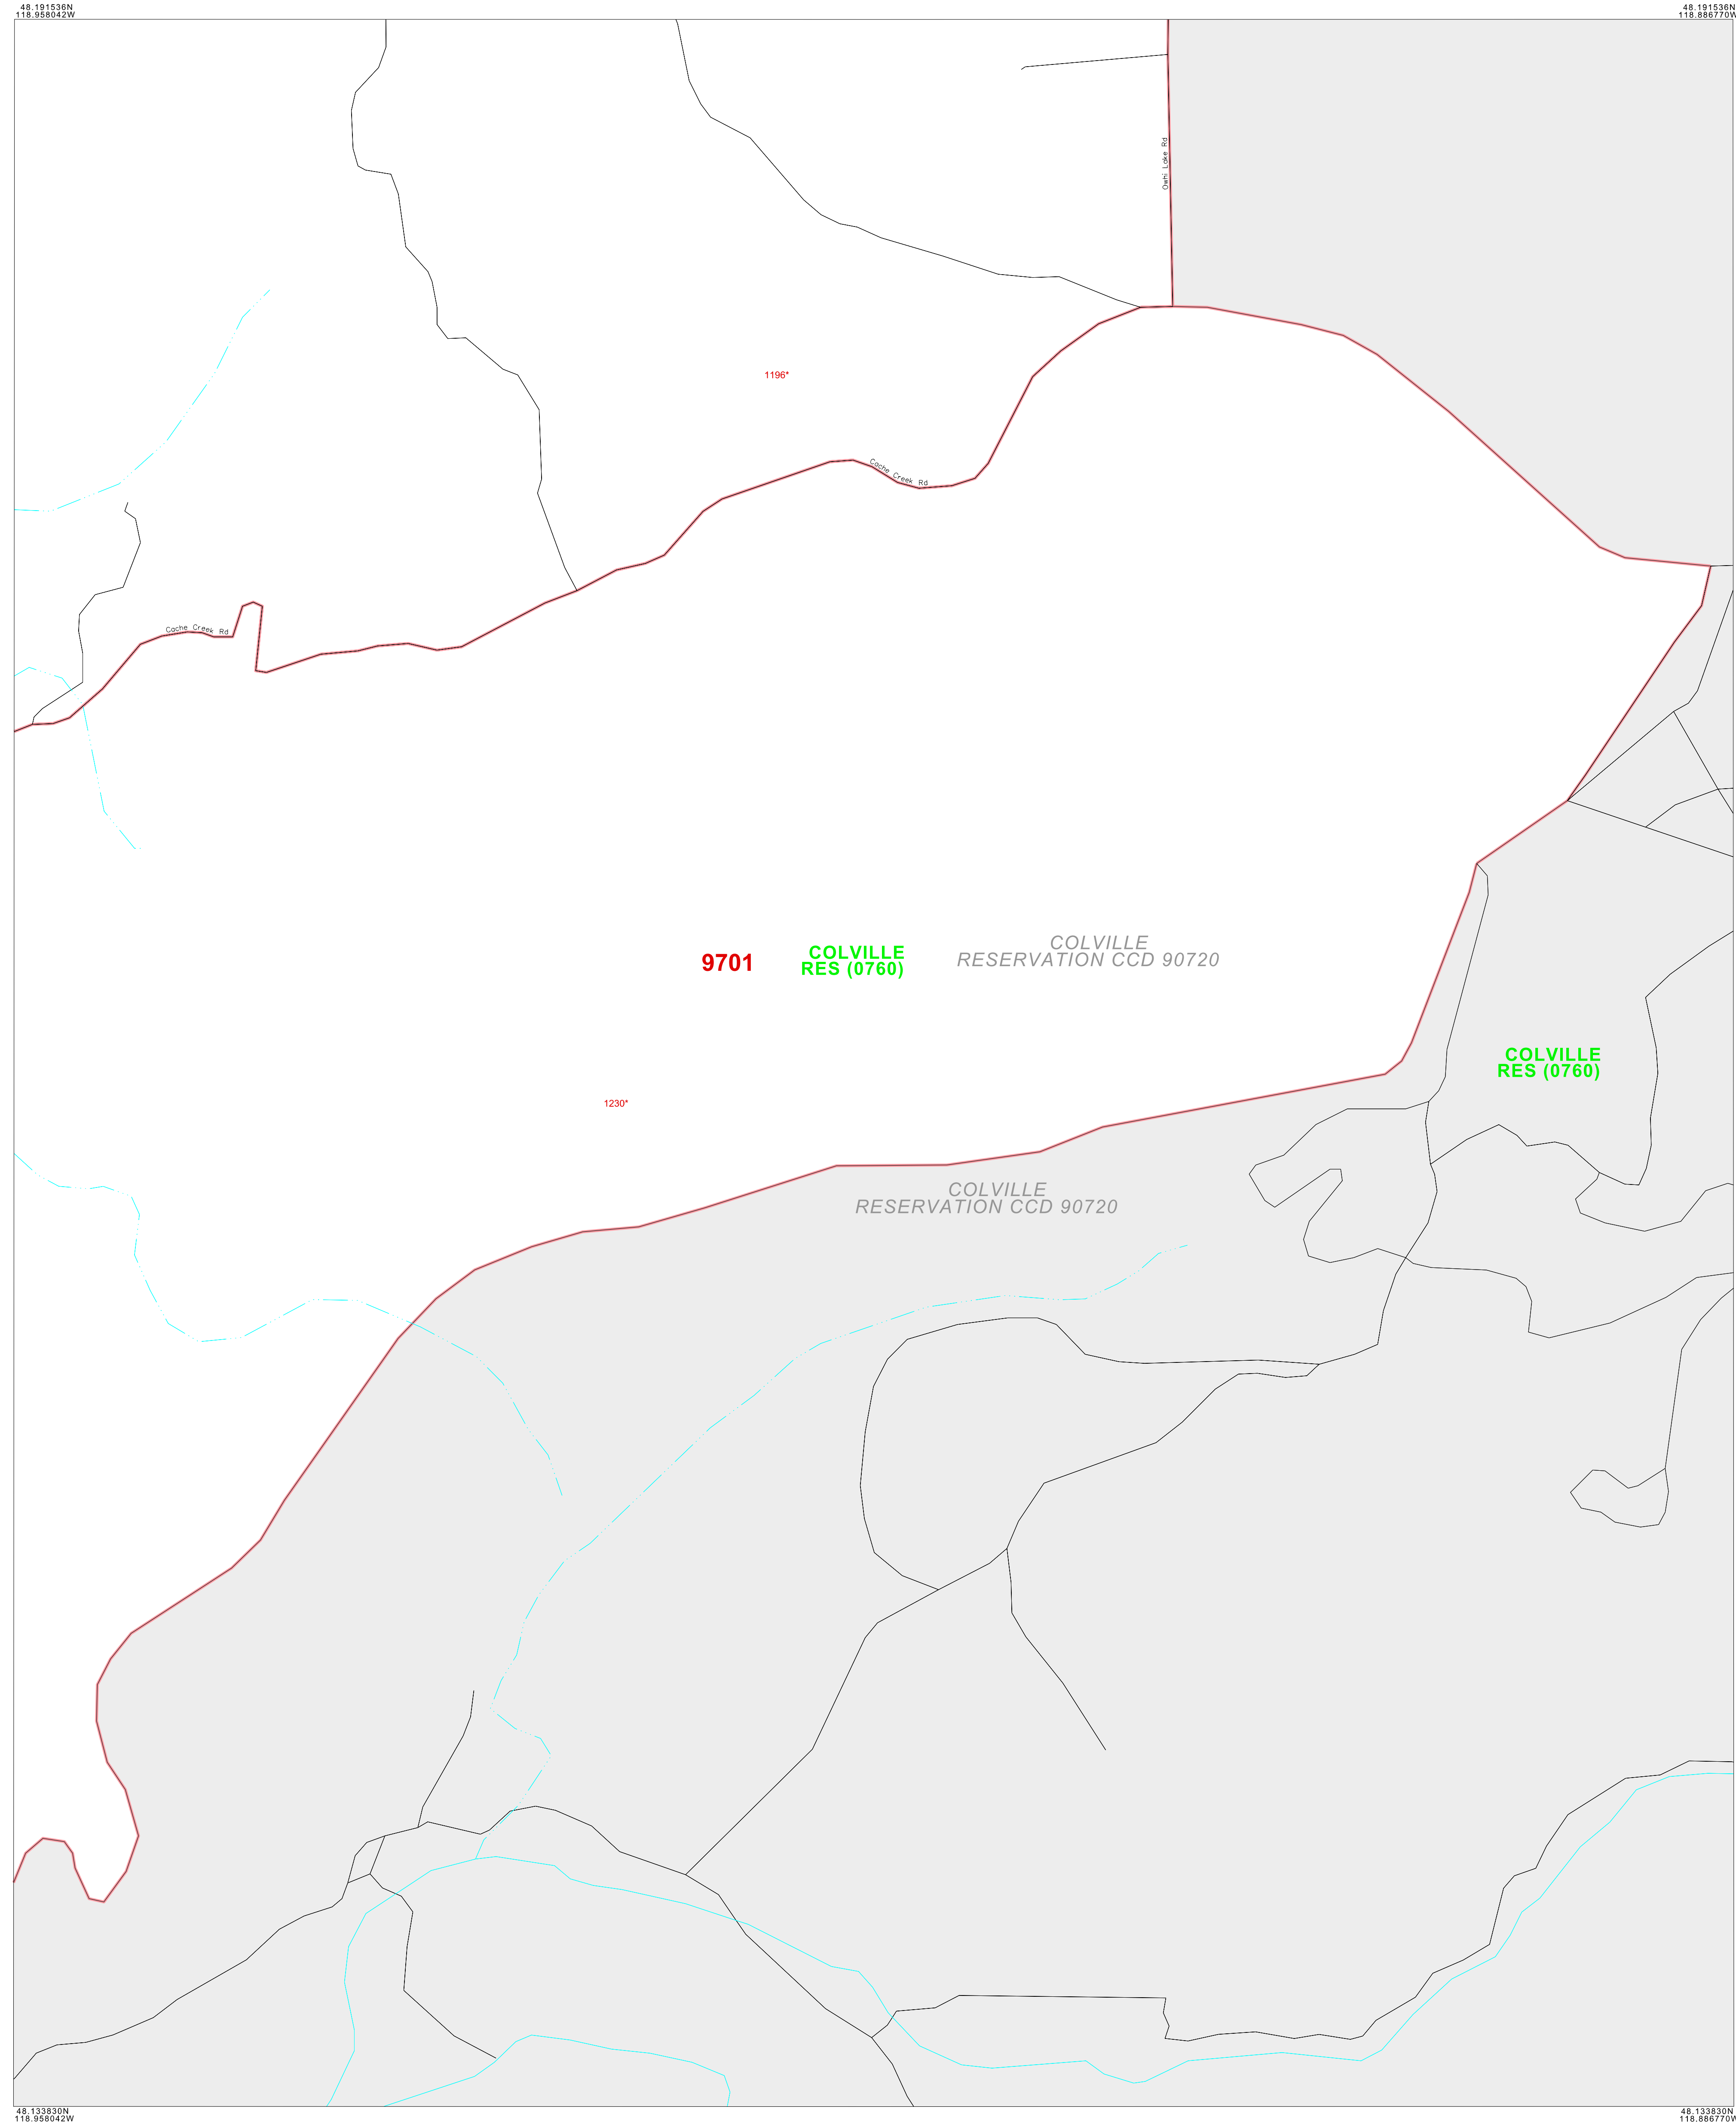 48.191536N
118.958042W
48.191536N
118.886770W
Owhi Lake Rd
1196*
Cache Creek Rd
Cache Creek Rd
9701
COLVILLE
RES (0760)
COLVILLE
RESERVATION CCD 90720
COLVILLE
RES (0760)
1230*
COLVILLE
RESERVATION CCD 90720
48.133830N
118.958042W
48.133830N
118.886770W